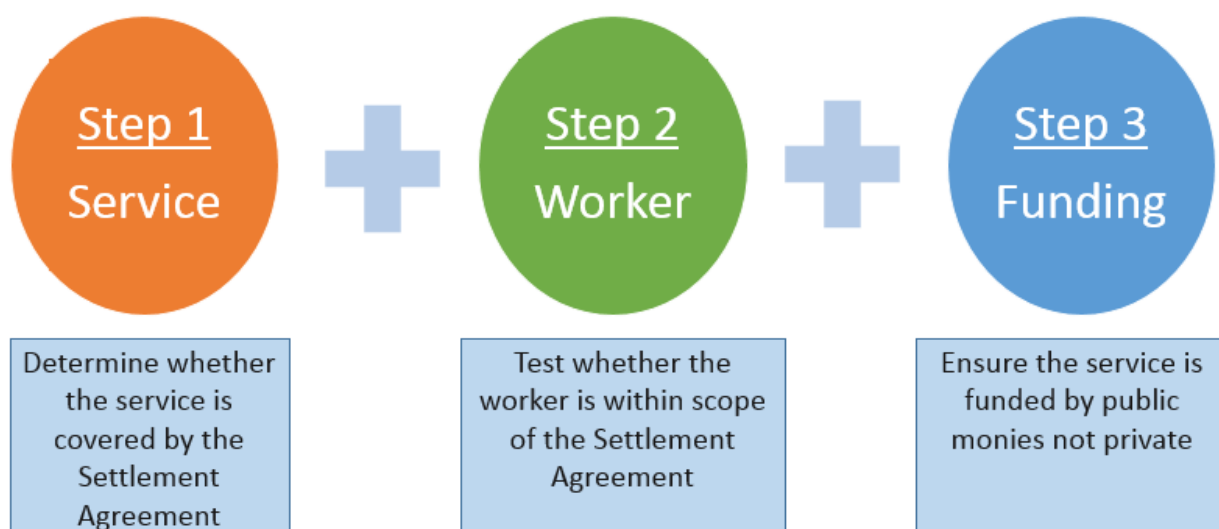 Step 1
Service
Step 2
Worker
Step 3
Funding
Determine whether
the service is
covered by the
Settlement
Agreement
Test whether the
worker is within scope
of the Settlement
Agreement
Ensure the service is
funded by public
monies not private